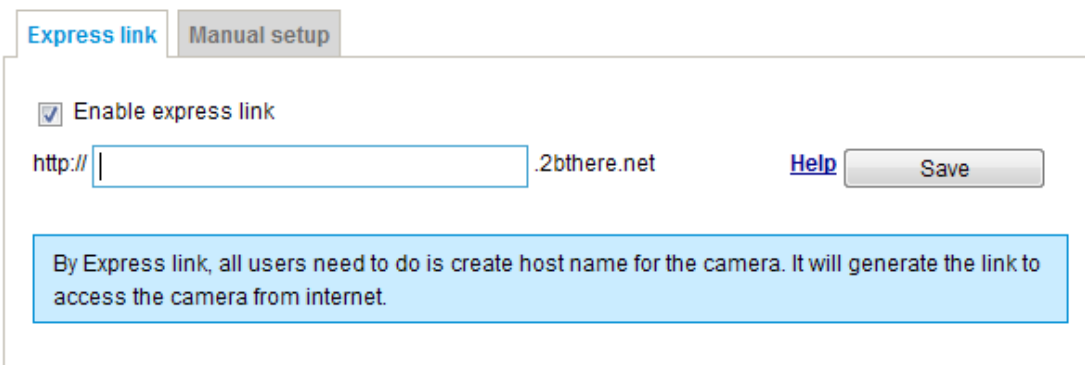 Express link Manual setup
Enable express link
http:// .2bthere.net Help Save
By Express link, all users need to do is create host name for the camera. It will generate the link to
access the camera from internet.